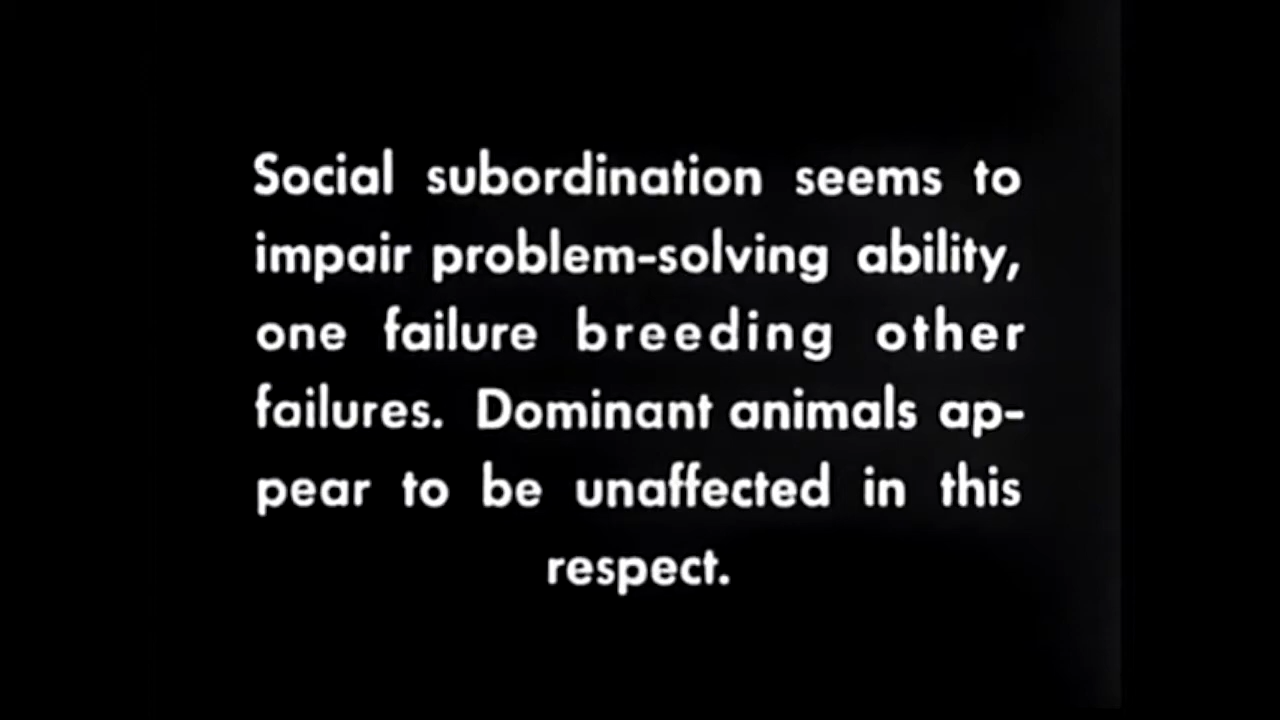 Social subordination seems to
impair problem-solving ability,
one failure breeding other
failures. Dominant animals ap-
pear to be unaffected in this
respect.